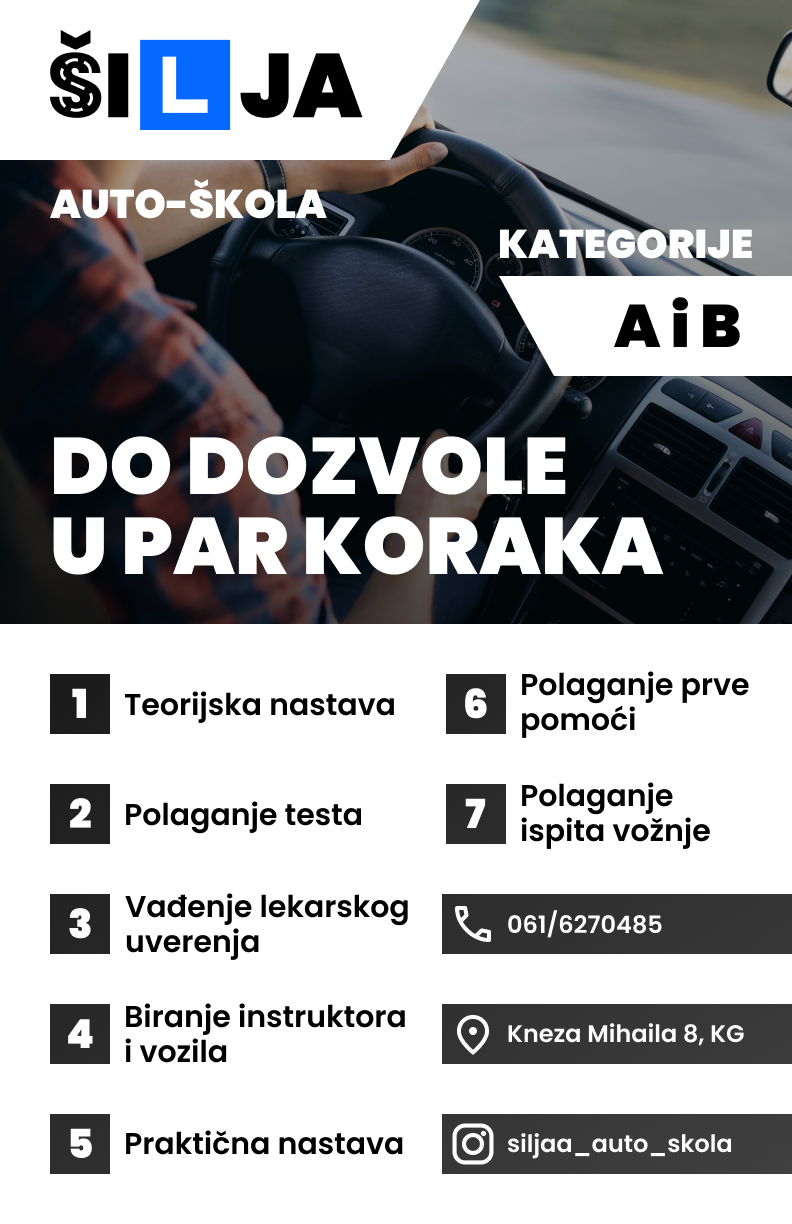 ŠILJA
AUTO-ŠKOLA
KATEGORIJE
A i B
DO DOZVOLE
U PAR KORAKA
1 Teorijska nastava
2 Polaganje testa
3 Vađenje lekarskog
uverenja
4 Biranje instruktora
i vozila
5 Praktična nastava
6 Polaganje prve
pomoći
7 Polaganje
ispita vožnje
061/6270485
Kneza Mihaila 8, KG
siljaa_auto_skola